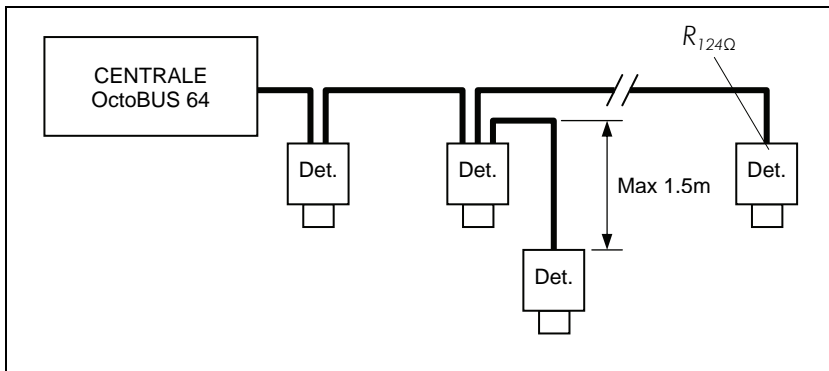 CENTRALE
OctoBUS 64
R124Ω
Det.
Det.
Det.
Max 1.5m
Det.